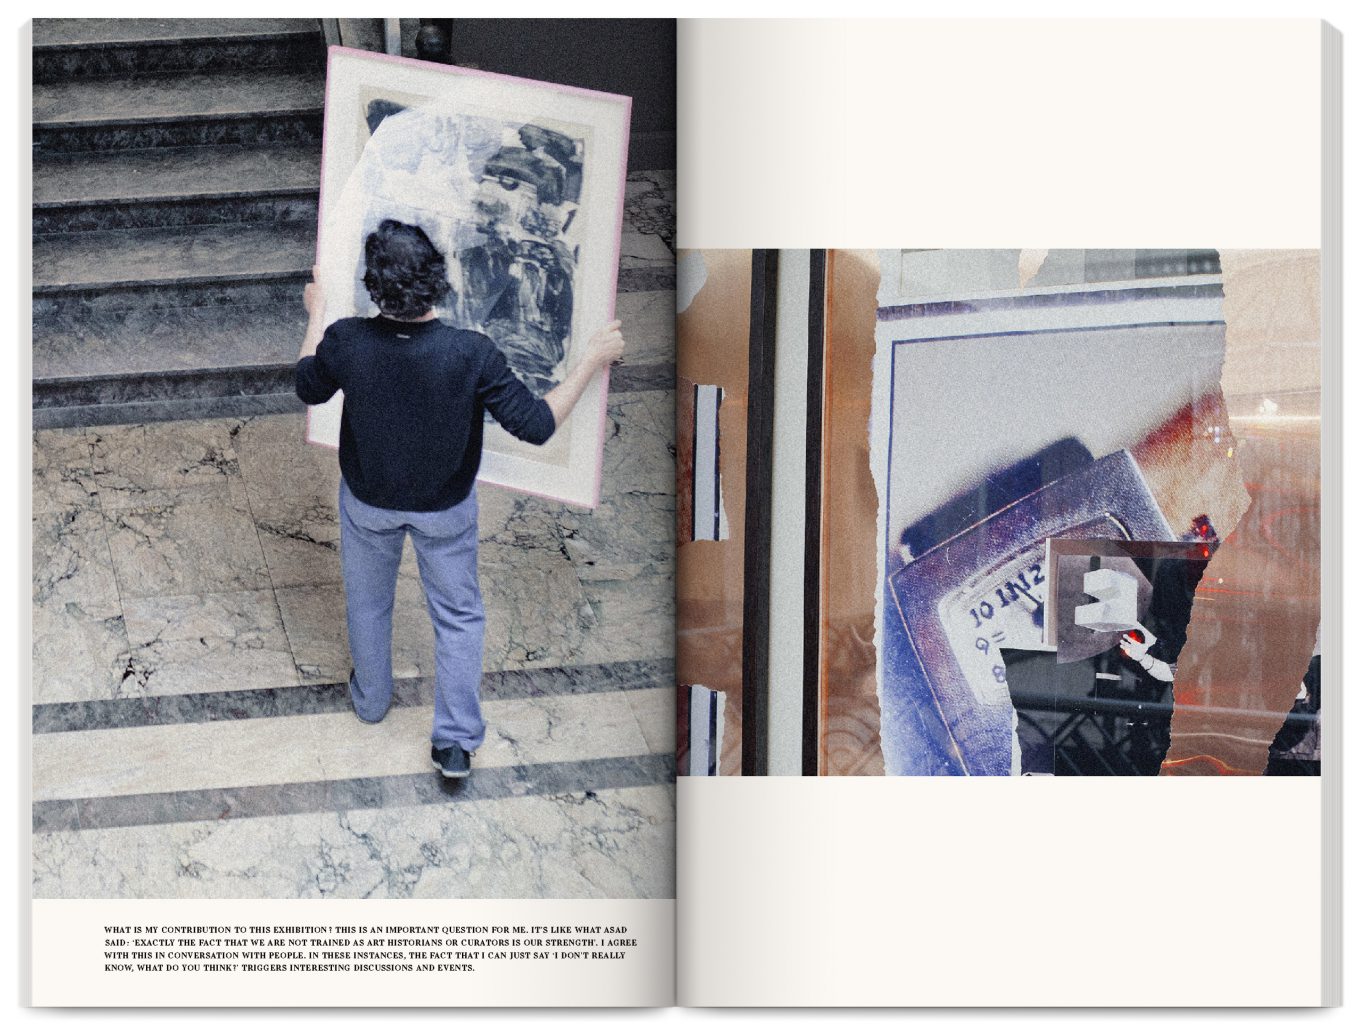 WHAT IS MY CONTRIBUTION TO THIS EXHIBITION? THIS IS AN IMPORTANT QUESTION FOR ME. IT'S LIKE WHAT ASAD
SAID: 'EXACTLY THE FACT THAT WE ARE NOT TRAINED AS ART HISTORIANS OR CURATORS IS OUR STRENGTH'. I AGREE
WITH THIS IN CONVERSATION WITH PEOPLE. IN THESE INSTANCES, THE FACT THAT I CAN JUST SAY 'I DON'T REALLY
KNOW, WHAT DO YOU THINK?' TRIGGERS INTERESTING DISCUSSIONS AND EVENTS.
10 IN2
9=
8